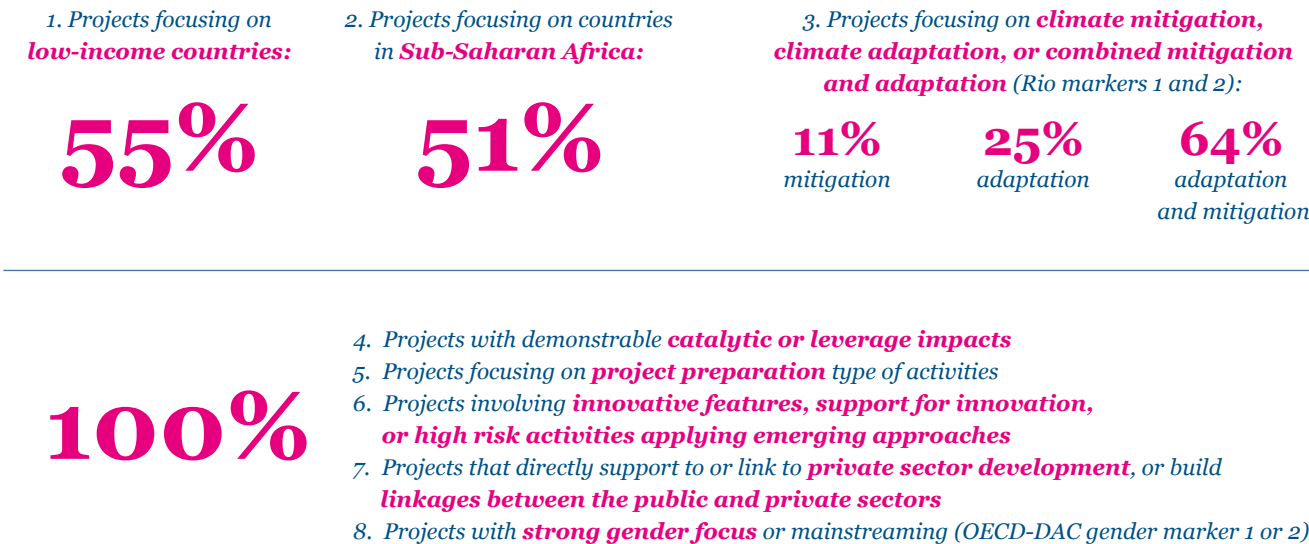 1. Projects focusing on
low-income countries:
55%
2. Projects focusing on countries
in Sub-Saharan Africa:
51%
3. Projects focusing on climate mitigation,
climate adaptation, or combined mitigation
and adaptation (Rio markers 1 and 2):
11%
mitigation
25%
adaptation
64%
adaptation
and mitigation
100%
4. Projects with demonstrable catalytic or leverage impacts
5. Projects focusing on project preparation type of activities
6. Projects involving innovative features, support for innovation,
or high risk activities applying emerging approaches
7. Projects that directly support to or link to private sector development, or build
linkages between the public and private sectors
8. Projects with strong gender focus or mainstreaming (OECD-DAC gender marker 1 or 2)